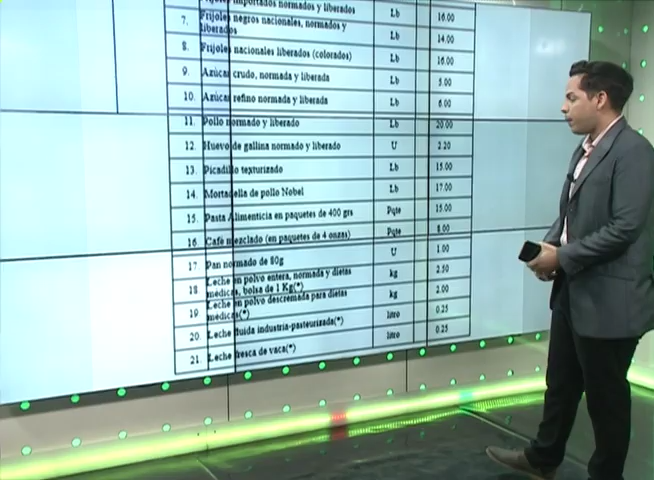 Frijoles importados normados y liberados Lb 16.00
7. Frijoles negros nacionales, normados y
liberados Lb 14.00
8. Frijoles nacionales liberados (colorados) Lb 16.00
9. Azúcar crudo, normada y liberada Lb 5.00
10. Azúcar refino normada y liberada Lb 6.00
11. Pollo normado y liberado Lb 20.00
12. Huevo de gallina normado y liberado U 2.20
13. Picadillo texturizado Lb 15.00
14. Mortadella de pollo Nobel Lb 17.00
15. Pasta Alimenticia en paquetes de 400 grs Pqte 15.00
16. Café mezclado (en paquetes de 4 onzas) Pqte 8.00
17 Pan normado de 80g U 1.00
18 Leche en polvo entera, normada y dietas
médicas, bolsa de 1 Kg(*) kg 2.50
19 Leche en polvo descremada para dietas
médicas(*) kg 2.00
20. Leche fluida industria-pasteurizada(*) litro 0.25
21. Leche fresca de vaca(*) litro 0.25